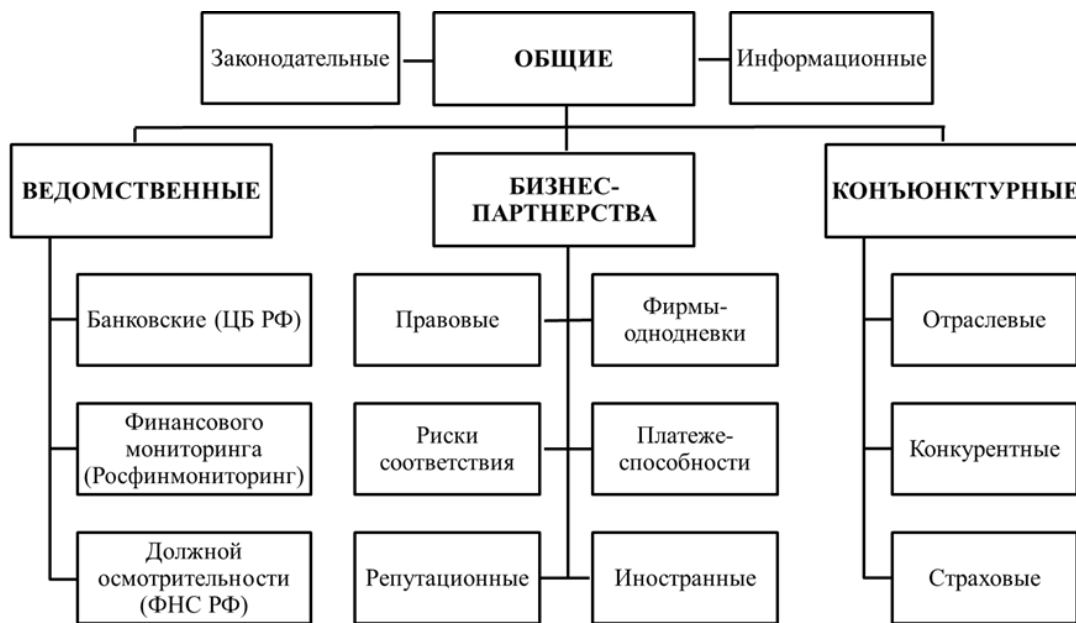 Законодательные
ОБЩИЕ
Информационные
ВЕДОМСТВЕННЫЕ
БИЗНЕС-
ПАРТНЕРСТВА
КОНЪЮНКТУРНЫЕ
Банковские (ЦБ РФ)
Правовые
Фирмы-
однодневки
Отраслевые
Финансового
мониторинга
(Росфинмониторинг)
Риски
соответствия
Платеже-
способности
Конкурентные
Должной
осмотрительности
(ФНС РФ)
Репутационные
Иностранные
Страховые